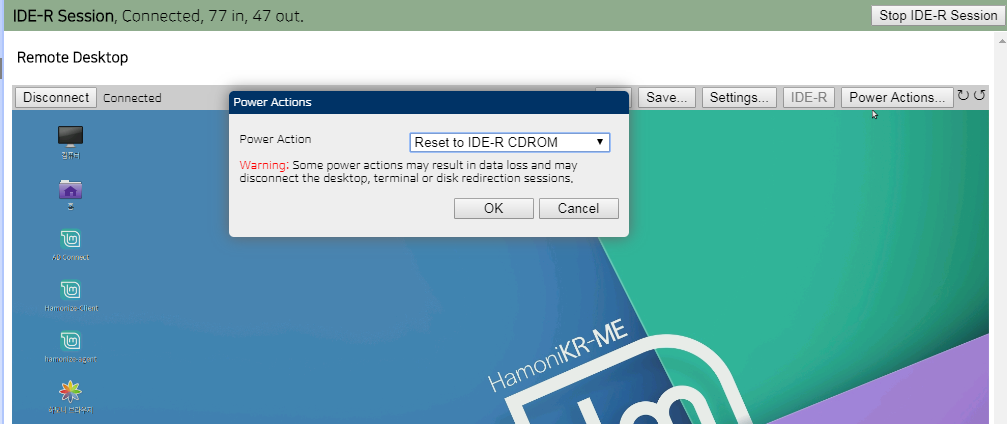 IDE-R Session, Connected, 77 in, 47 out.
Stop IDE-R Session
Remote Desktop
Disconnect
Connected
Save...
Settings...
IDE-R
Power Actions...
Power Actions
Power Action
Reset to IDE-R CDROM
Warning: Some power actions may result in data loss and may
disconnect the desktop, terminal or disk redirection sessions.
OK
Cancel
컴퓨터
홈
AD Connect
Hamonize-Client
hamonize-agent
HamoniKR-ME